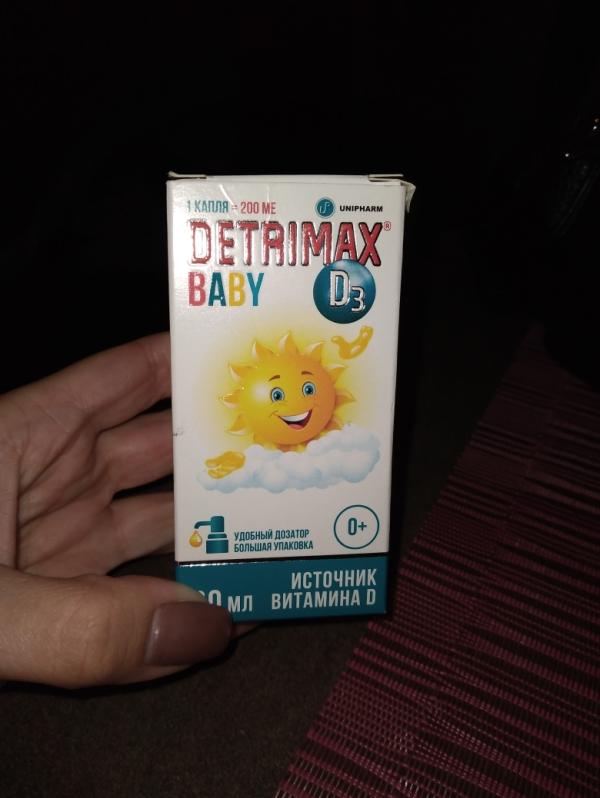 1 КАПЛЯ = 200 МЕ
UNIPHARM
DETRIMAX®
BABY
D3
УДОБНЫЙ ДОЗАТОР
БОЛЬШАЯ УПАКОВКА
0+
ИСТОЧНИК
МЛ ВИТАМИНА D